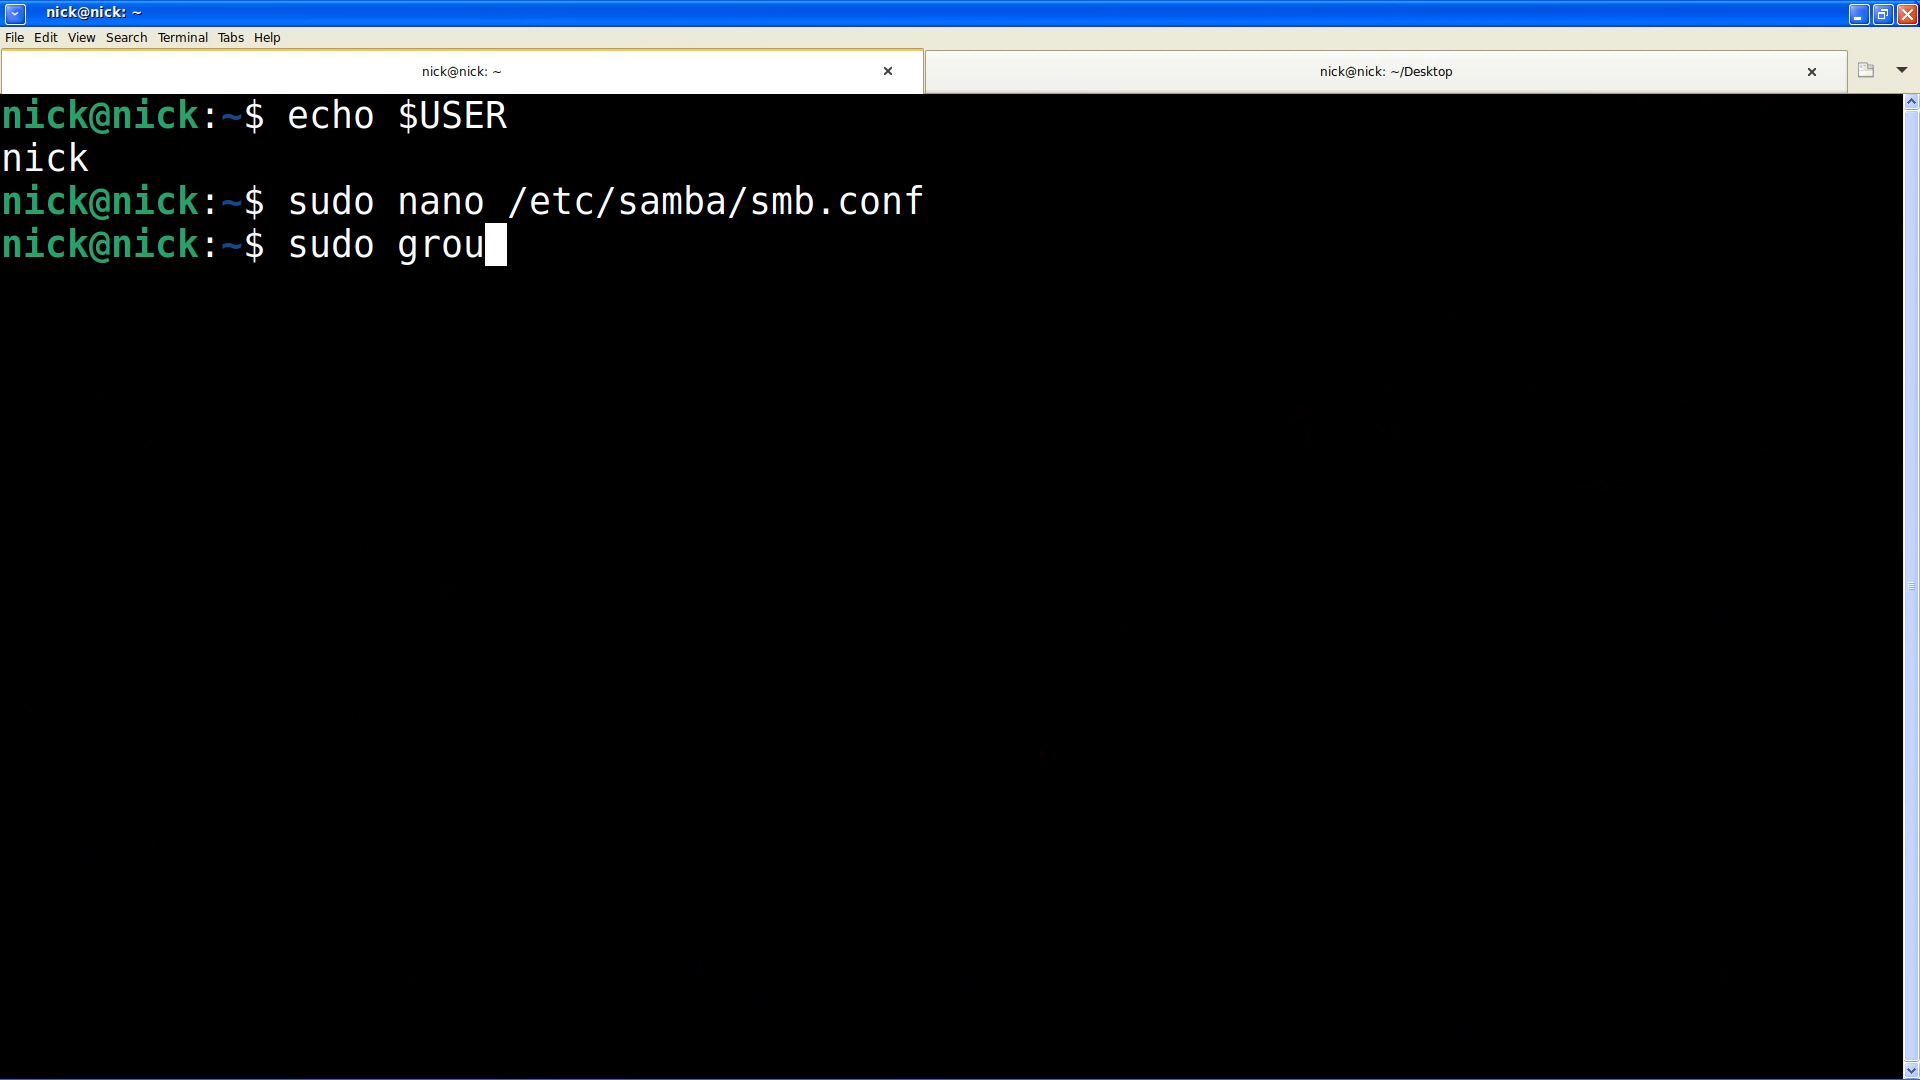 nick@nick: ~
File Edit View Search Terminal Tabs Help
nick@nick: ~
nick@nick: ~/Desktop
nick@nick:~$ echo $USER
nick
nick@nick:~$ sudo nano /etc/samba/smb.conf
nick@nick:~$ sudo grou